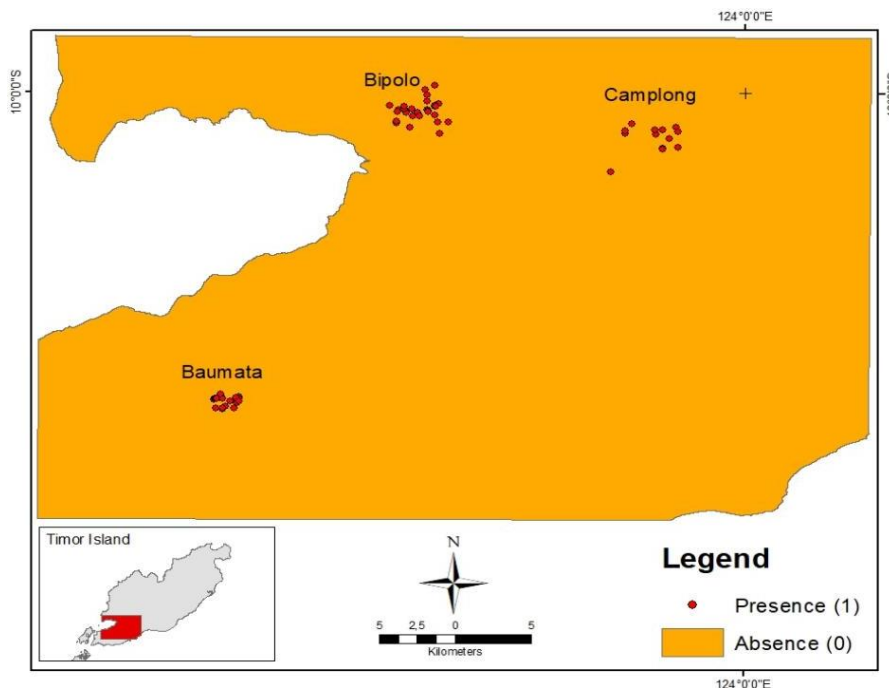 124°0'0"E
10°0'0"S
Bipolo
Camplong
Baumata
Timor Island
N
5 2,5 0 5
Kilometers
Legend
Presence (1)
Absence (0)
124°0'0"E